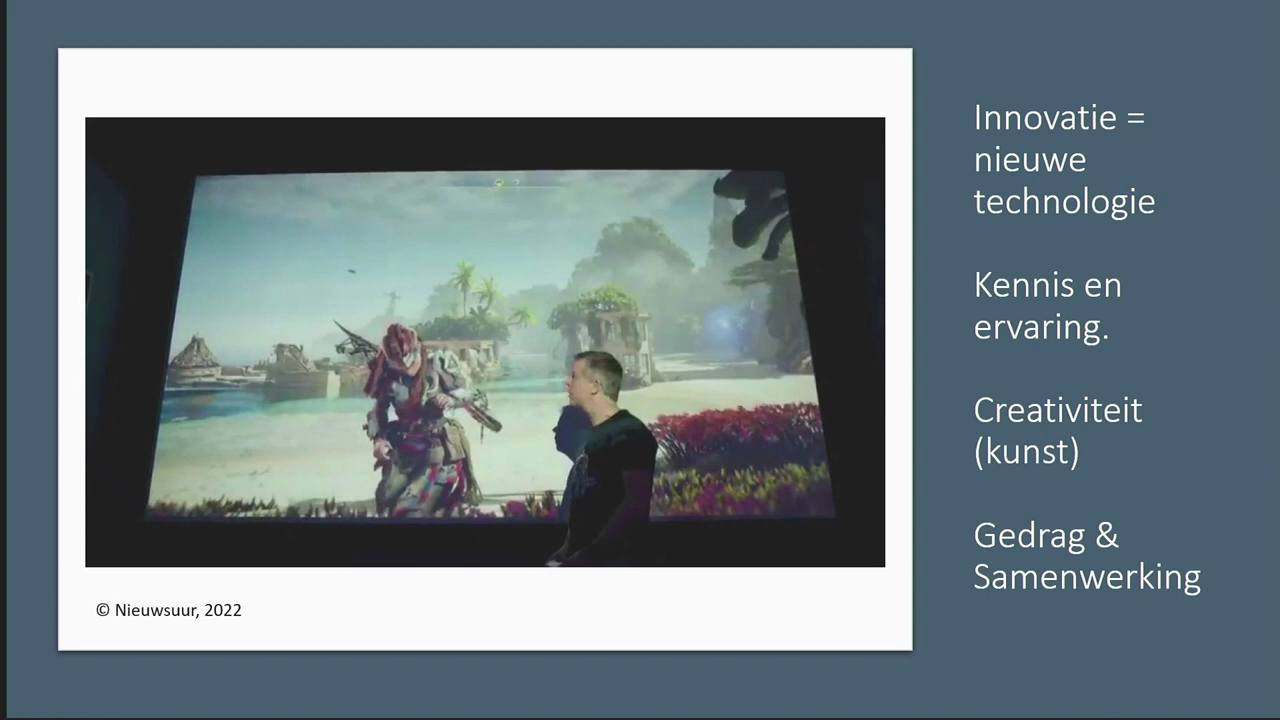 Innovatie =
nieuwe
technologie
Kennis en
ervaring.
Creativiteit
(kunst)
Gedrag &
Samenwerking
© Nieuwsuur, 2022